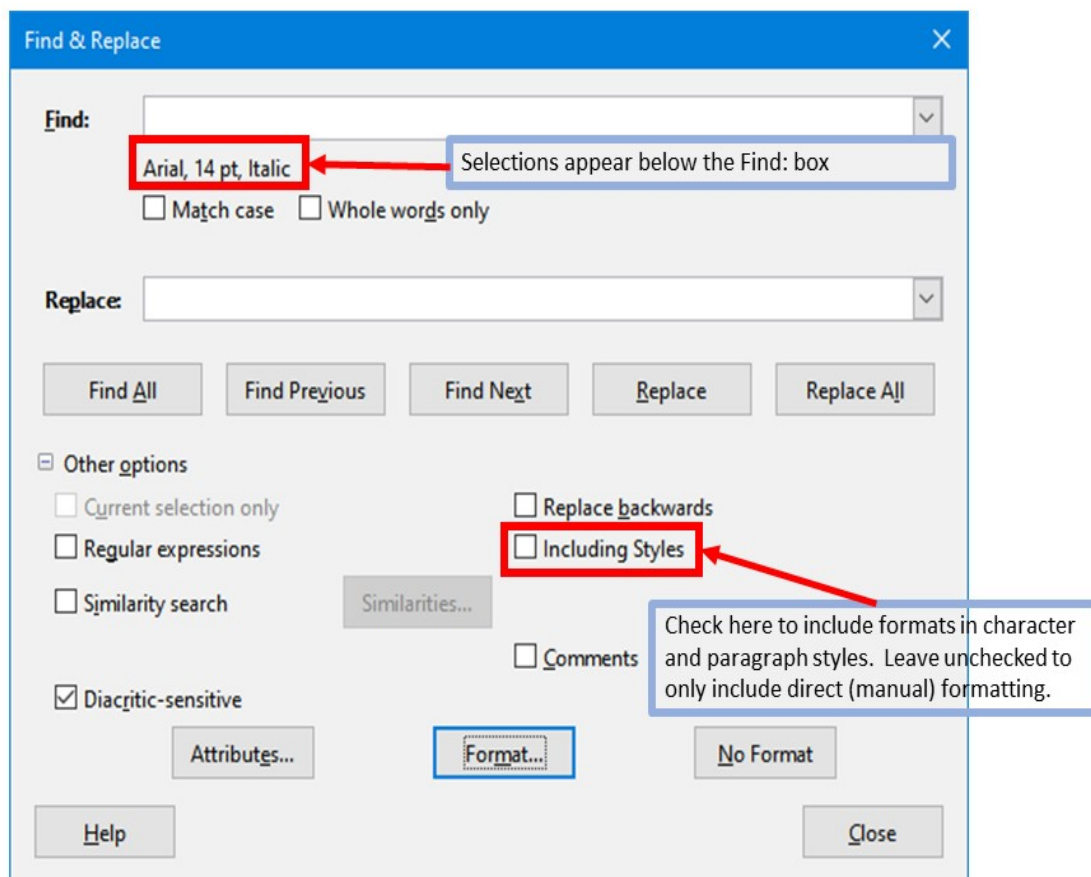 Find & Replace
Find:
Arial, 14 pt, Italic
Selections appear below the Find: box
Match case
Whole words only
Replace:
Find All
Find Previous
Find Next
Replace
Replace All
Other options
Current selection only
Replace backwards
Regular expressions
Including Styles
Similarity search
Similarities...
Check here to include formats in character
and paragraph styles. Leave unchecked to
only include direct (manual) formatting.
Comments
Diacritic-sensitive
Attributes...
Format...
No Format
Help
Close